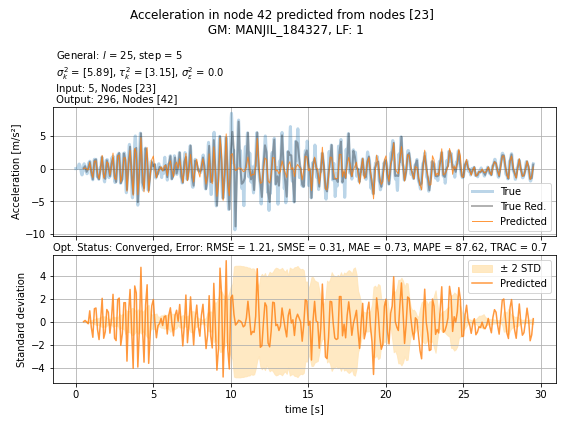 Acceleration in node 42 predicted from nodes [23]
GM: MANJIL_184327, LF: 1
General: l = 25, step = 5
σ²ₖ = [5.89], τ²ₖ = [3.15], σ²ε = 0.0
Input: 5, Nodes [23]
Output: 296, Nodes [42]
Acceleration [m/s²]
5
0
−5
−10
True
True Red.
Predicted
Opt. Status: Converged, Error: RMSE = 1.21, SMSE = 0.31, MAE = 0.73, MAPE = 87.62, TRAC = 0.7
Standard deviation
4
2
0
−2
−4
± 2 STD
Predicted
0 5 10 15 20 25 30
time [s]